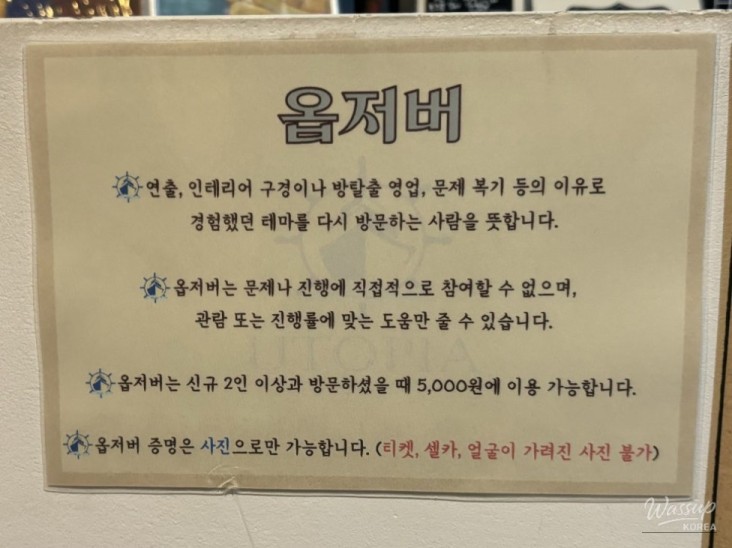 옵저버
연출, 인테리어 구경이나 방탈출 영업, 문제 복기 등의 이유로
경험했던 테마를 다시 방문하는 사람을 뜻합니다.
옵저버는 문제나 진행에 직접적으로 참여할 수 없으며,
관람 또는 진행률에 맞는 도움만 줄 수 있습니다.
옵저버는 신규 2인 이상과 방문하셨을 때 5,000원에 이용 가능합니다.
옵저버 증명은 사진으로만 가능합니다. (티켓, 셀카, 얼굴이 가려진 사진 불가)
Wassup
KOREA